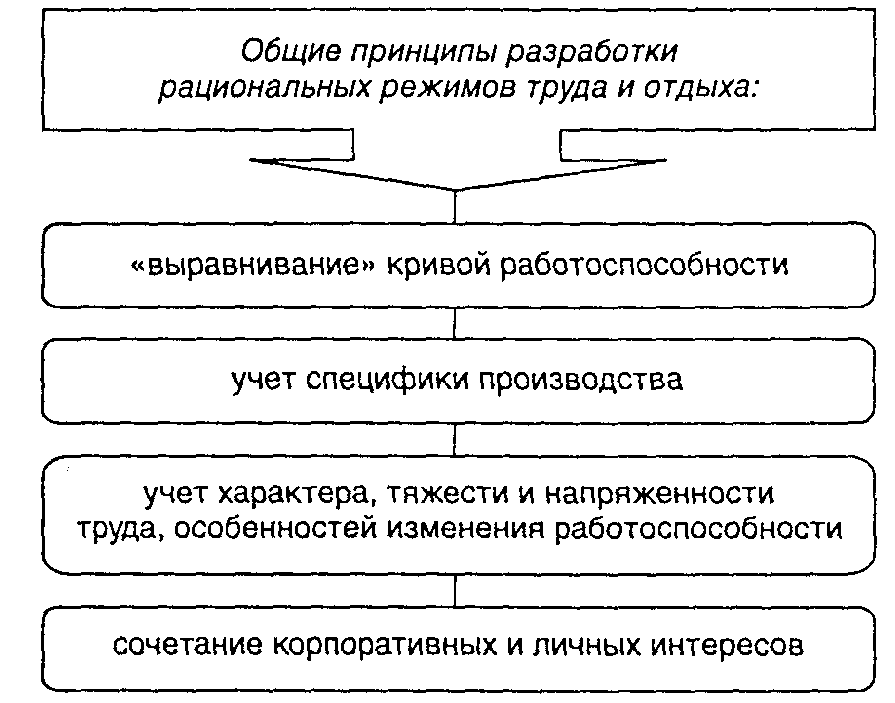 Общие принципы разработки
рациональных режимов труда и отдыха:
«выравнивание» кривой работоспособности
учет специфики производства
учет характера, тяжести и напряженности
труда, особенностей изменения работоспособности
сочетание корпоративных и личных интересов